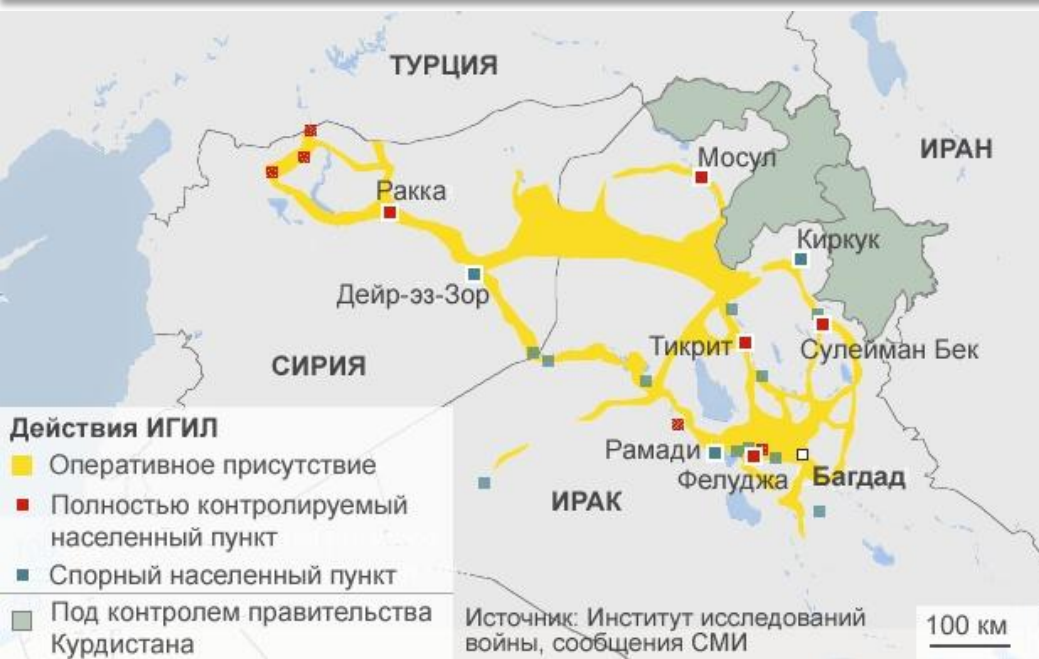 ТУРЦИЯ
ИРАН
Мосул
Ракка
Киркук
Дейр-эз-Зор
Тикрит
Сулейман Бек
СИРИЯ
Рамади
Фелуджа
Багдад
ИРАК
Действия ИГИЛ
Оперативное присутствие
Полностью контролируемый
населенный пункт
Спорный населенный пункт
Под контролем правительства
Курдистана
Источник: Институт исследований
войны, сообщения СМИ
100 км